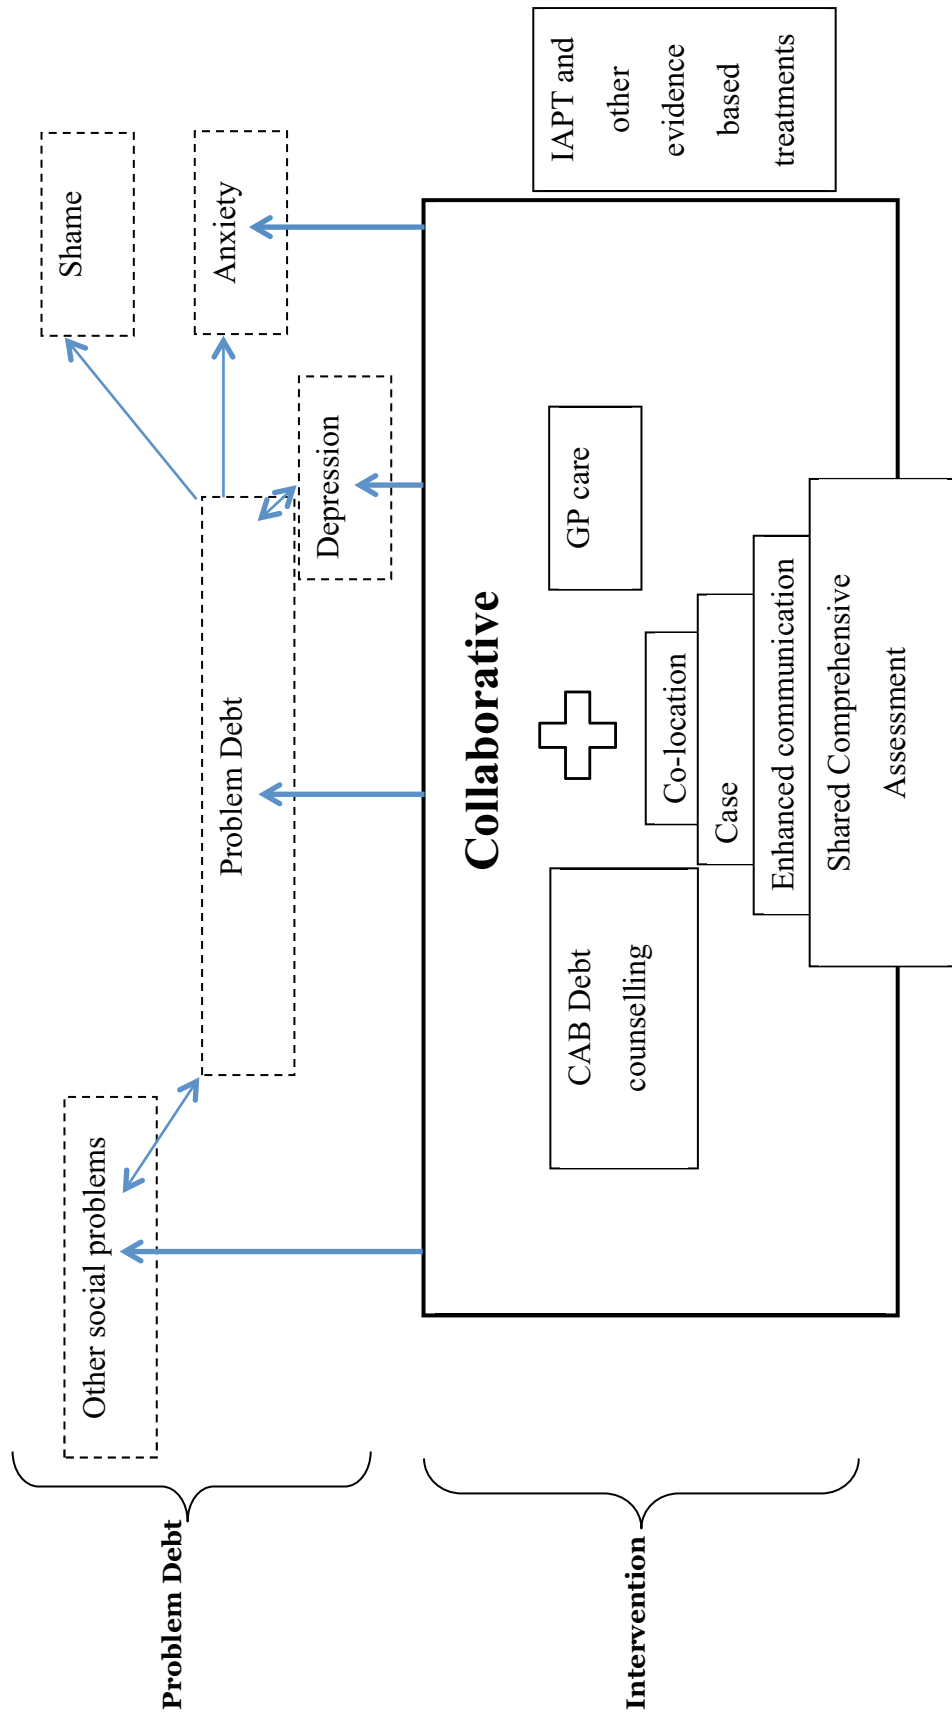 Problem Debt
Other social problems
Problem Debt
Shame
Anxiety
Depression
Intervention
Collaborative
CAB Debt
counselling
GP care
Co-location
Case
Enhanced communication
Shared Comprehensive
Assessment
IAPT and
other
evidence
based
treatments